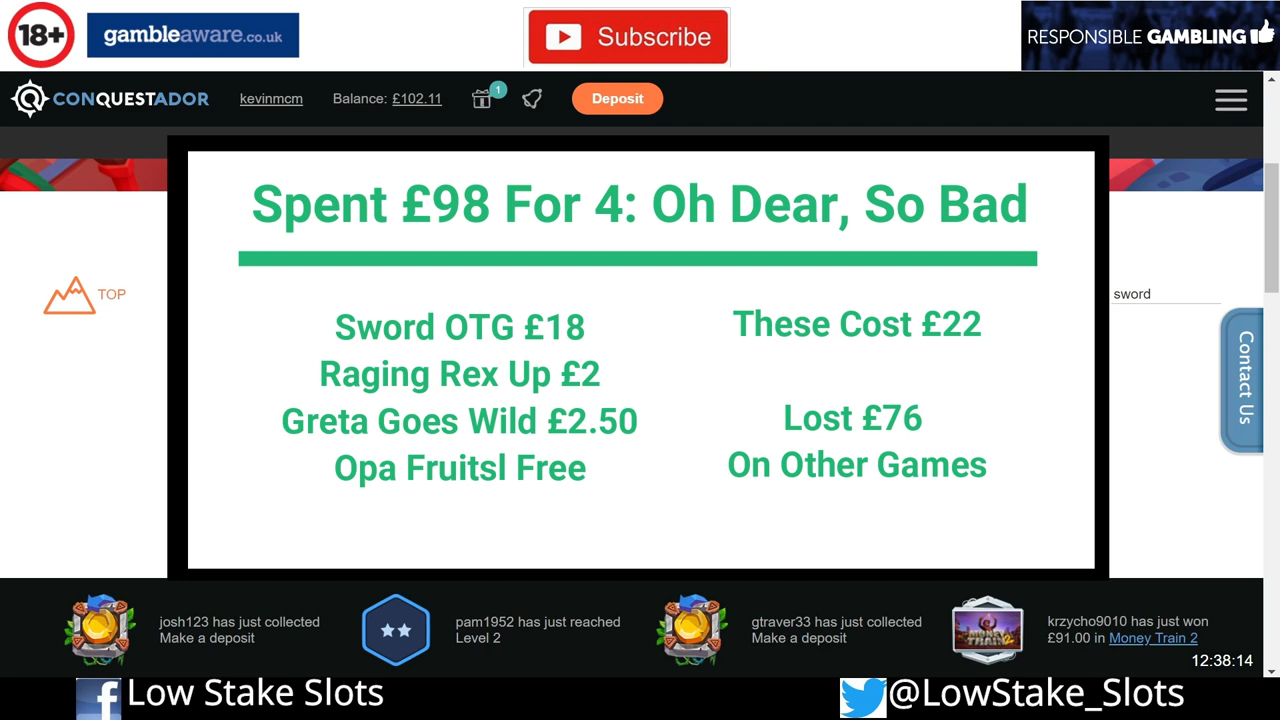 18+
gambleaware.co.uk
Subscribe
RESPONSIBLE GAMBLING
CONQUESTADOR
kevinmcm
Balance: £102.11
1
Deposit
Spent £98 For 4: Oh Dear, So Bad
TOP
sword
Sword OTG £18
Raging Rex Up £2
Greta Goes Wild £2.50
Opa Fruitsl Free
These Cost £22
Lost £76
On Other Games
Contact Us
josh123 has just collected
Make a deposit
pam1952 has just reached
Level 2
gtraver33 has just collected
Make a deposit
MONEY TRAIN 2
krzycho9010 has just won
£91.00 in Money Train 2
12:38:14
Low Stake Slots
@LowStake_Slots